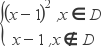 (x−1)², x∈D
x−1, x∉D